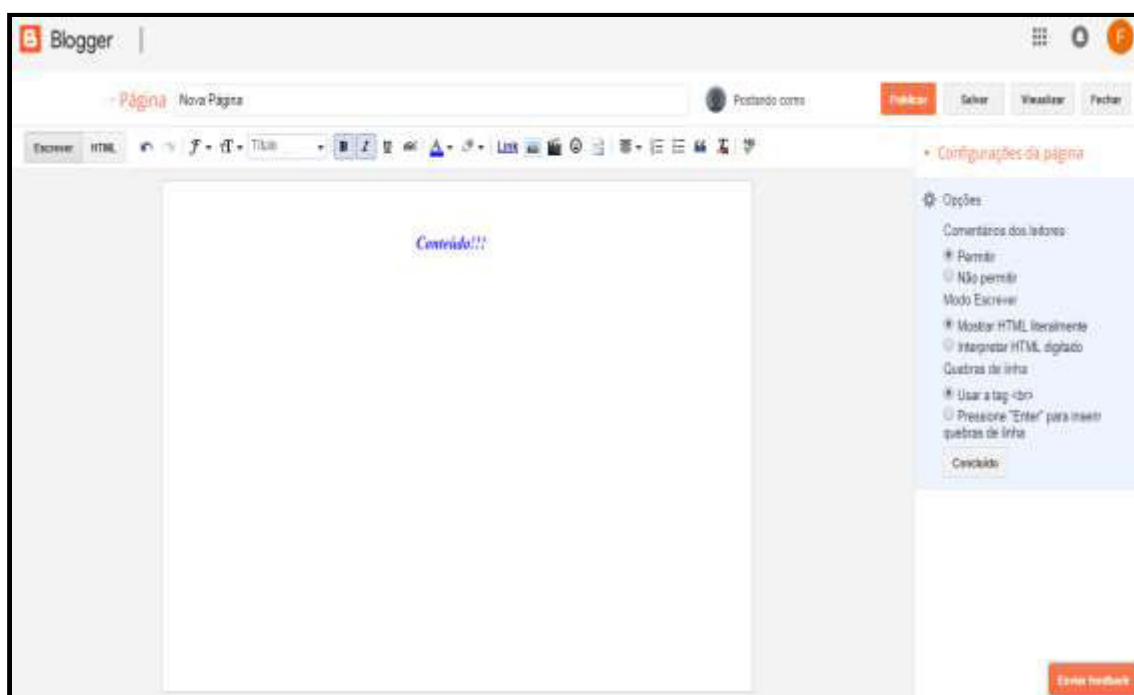 Blogger
F
Página Nova Página Postando como Publicar Salvar Visualizar Fechar
Escrever HTML Título Link
Configurações da página
Conteúdo!!!
Opções
Comentários dos leitores
Permitir
Não permitir
Modo Escrever
Mostrar HTML literalmente
Interpretar HTML digitado
Quebras de linha
Usar a tag <br>
Pressione "Enter" para inserir
quebras de linha
Concluído
Enviar feedback